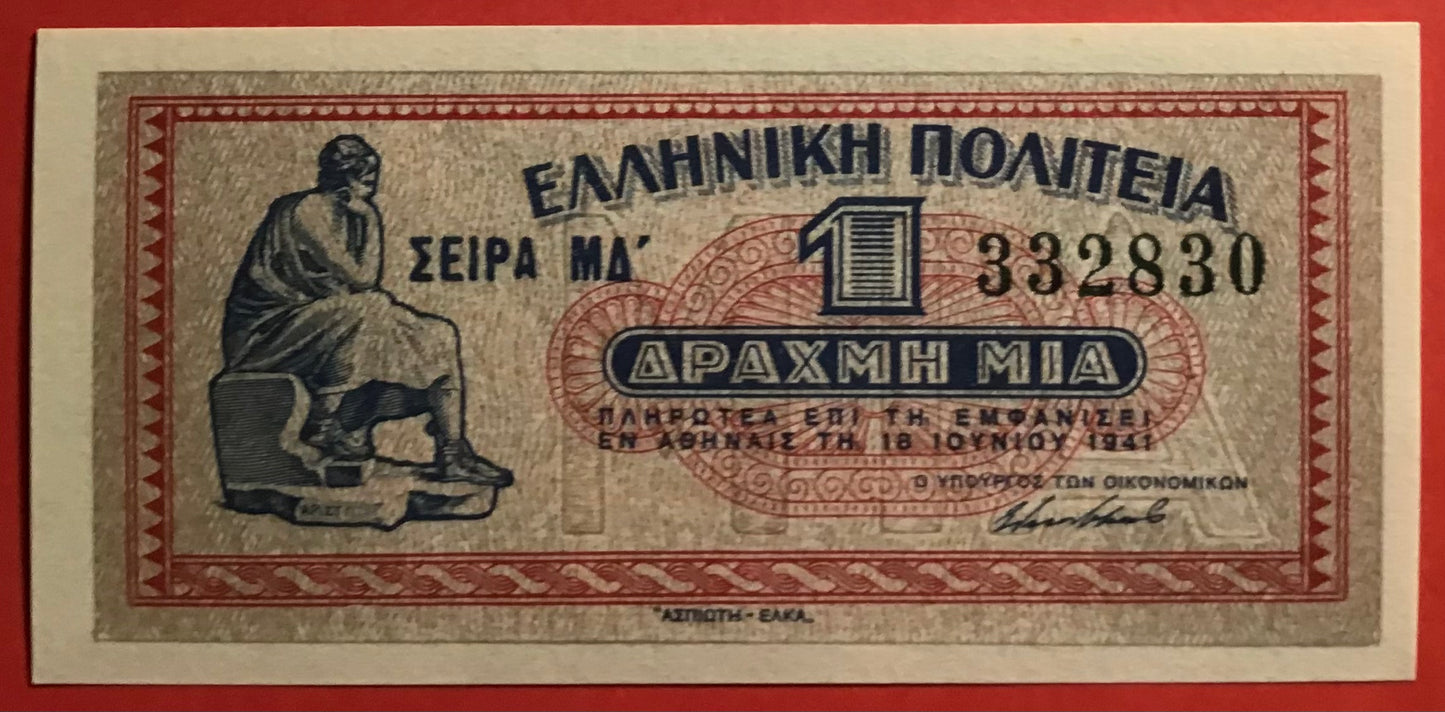 ΕΛΛΗΝΙΚΗ ΠΟΛΙΤΕΙΑ
ΣΕΙΡΑ ΜΔ΄ 1 332830
ΔΡΑΧΜΗ ΜΙΑ
ΠΛΗΡΩΤΕΑ ΕΠΙ ΤΗ ΕΜΦΑΝΙΣΕΙ
ΕΝ ΑΘΗΝΑΙΣ ΤΗ 18 ΙΟΥΝΙΟΥ 1941
Ο ΥΠΟΥΡΓΟΣ ΤΩΝ ΟΙΚΟΝΟΜΙΚΩΝ
"ΑΣΠΙΩΤΗ - ΕΛΚΑ„